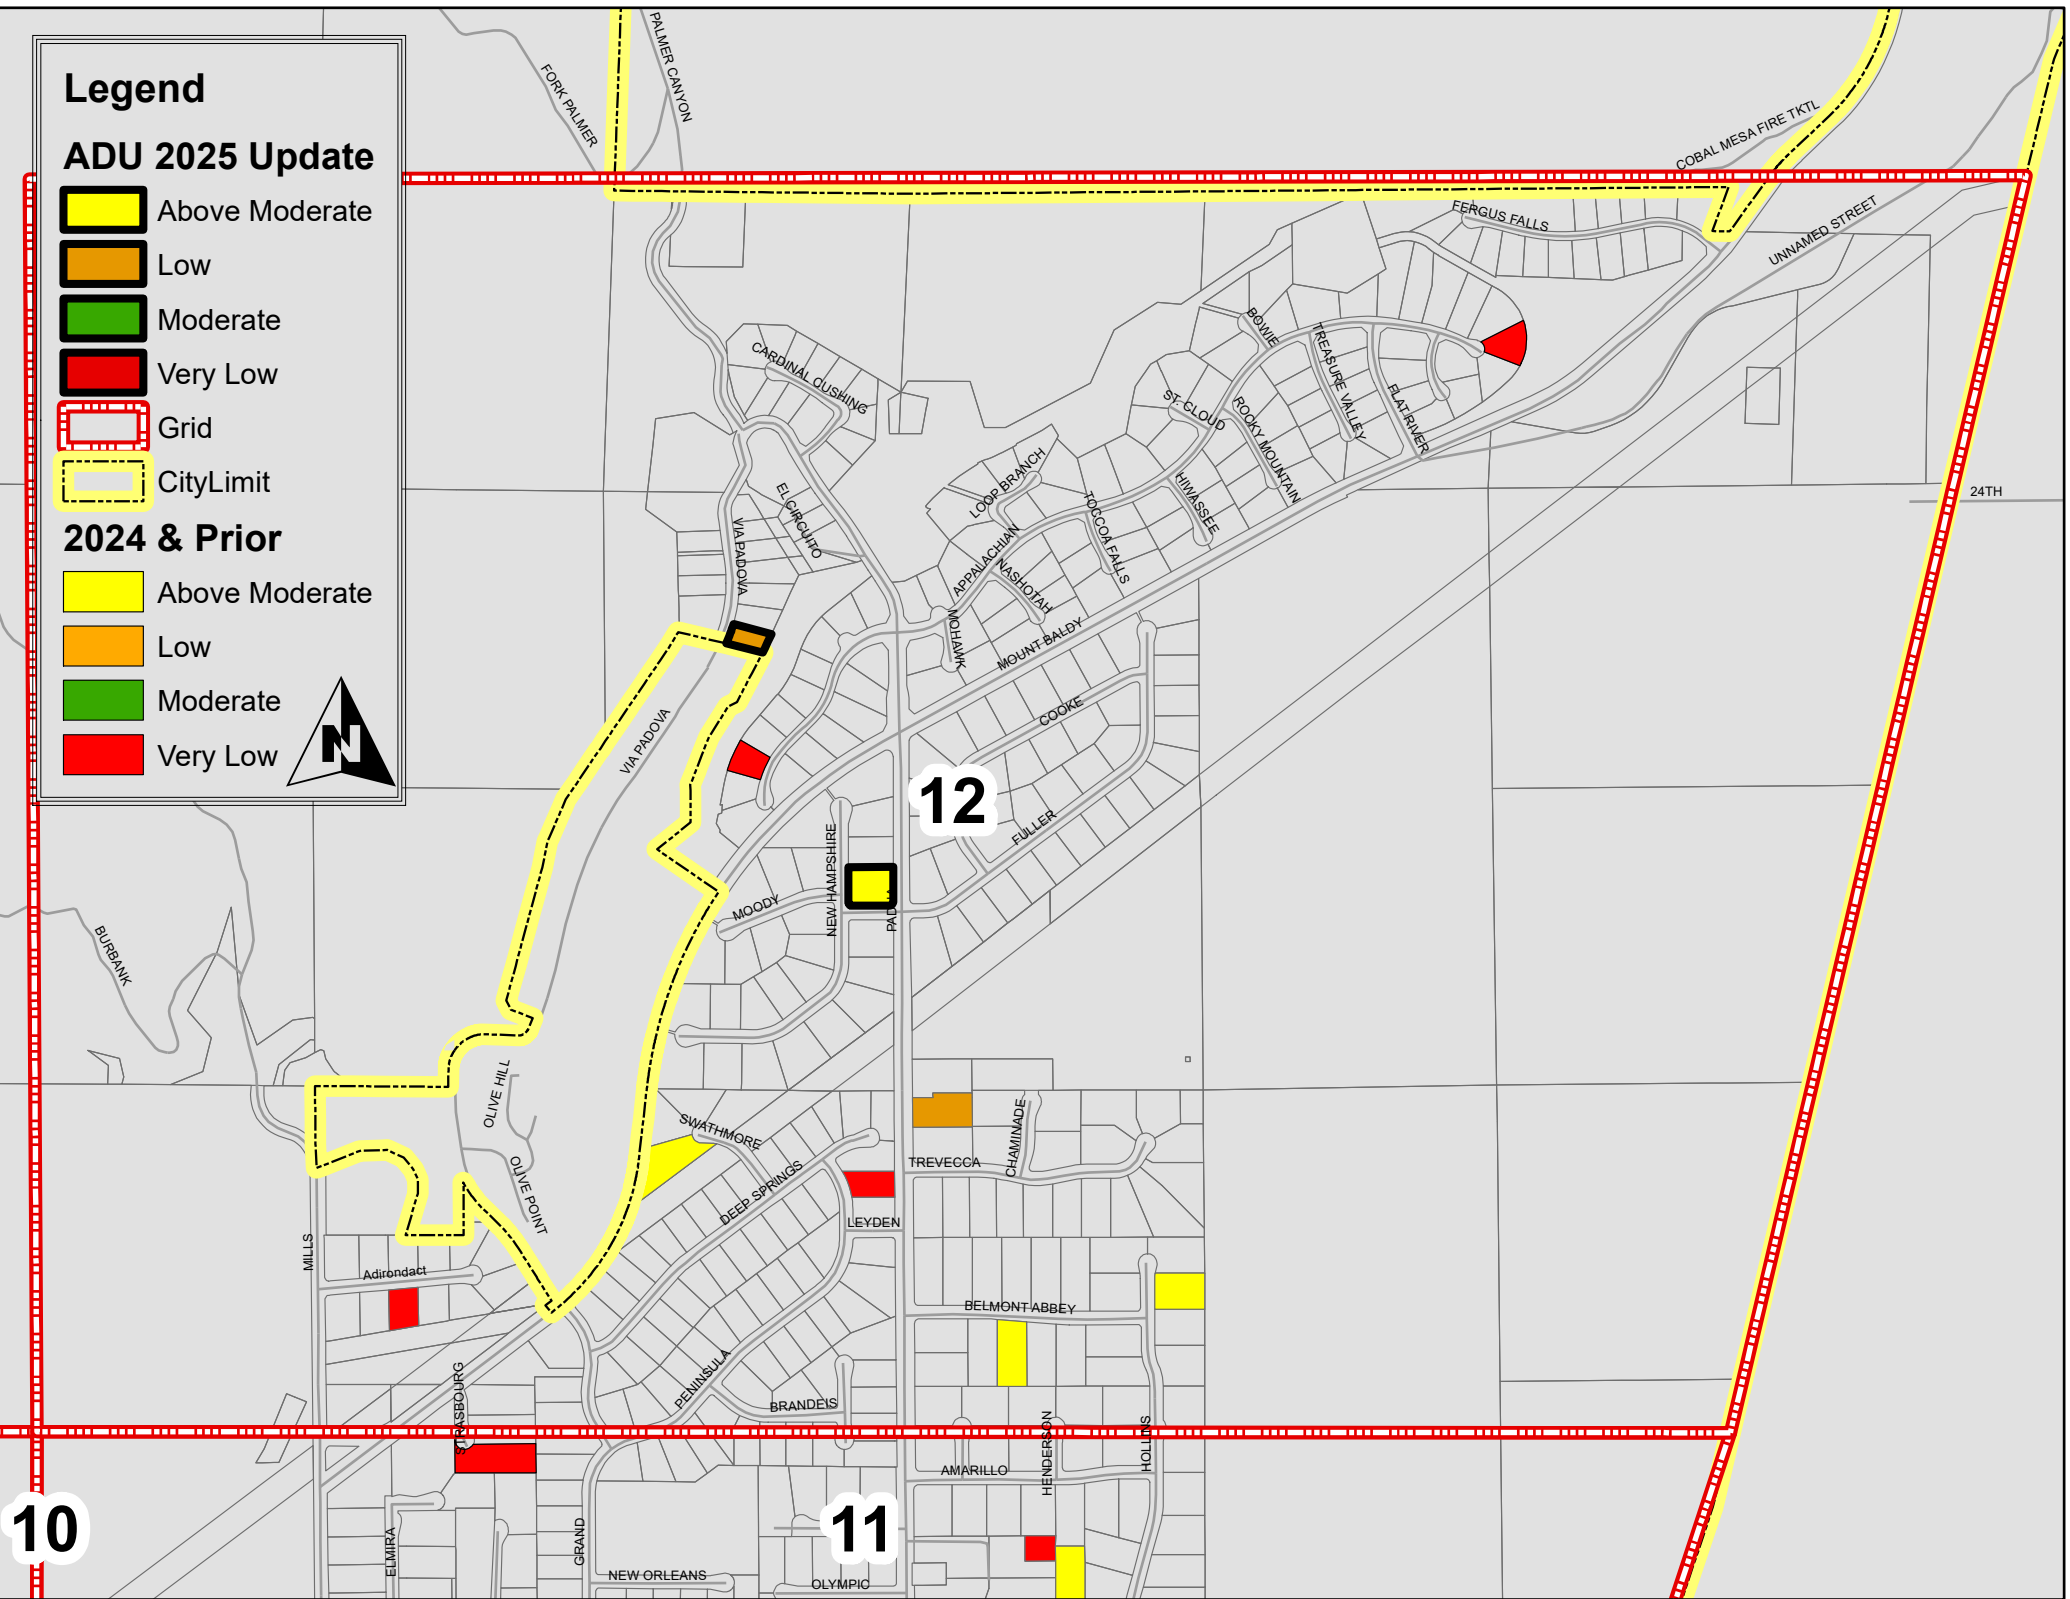 Legend
ADU 2025 Update
Above Moderate
Low
Moderate
Very Low
Grid
CityLimit
2024 & Prior
Above Moderate
Low
Moderate
Very Low
N
FORK PALMER
PALMER CANYON
COBAL MESA FIRE TKTL
UNNAMED STREET
FERGUS FALLS
BOWIE
TREASURE VALLEY
FLAT RIVER
CARDINAL CUSHING
ST. CLOUD
ROCKY MOUNTAIN
LOOP BRANCH
HIWASSEE
TOCCOA FALLS
24TH
EL CIRCUITO
VIA PADOVA
APPALACHIAN
NASHOTAH
MOHAWK
MOUNT BALDY
VIA PADOVA
COOKE
12
FULLER
NEW HAMPSHIRE
MOODY
BURBANK
OLIVE HILL
SWATHMORE
CHAMINADE
TREVECCA
OLIVE POINT
DEEP SPRINGS
LEYDEN
MILLS
Adirondact
BELMONT ABBEY
PENINSULA
STRASBOURG
BRANDEIS
HENDERSON
HOLLINS
AMARILLO
10
11
ELMIRA
GRAND
NEW ORLEANS
OLYMPIC